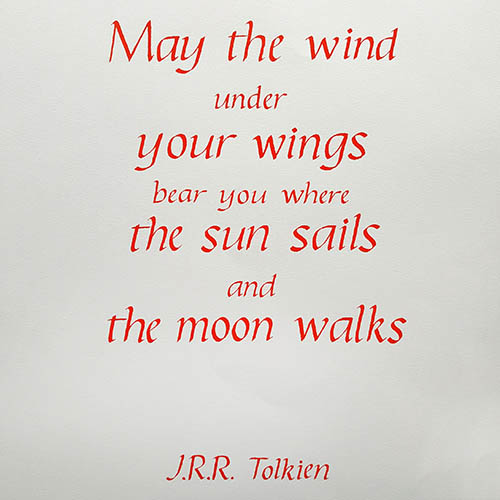 May the wind
under
your wings
bear you where
the sun sails
and
the moon walks
J.R.R. Tolkien